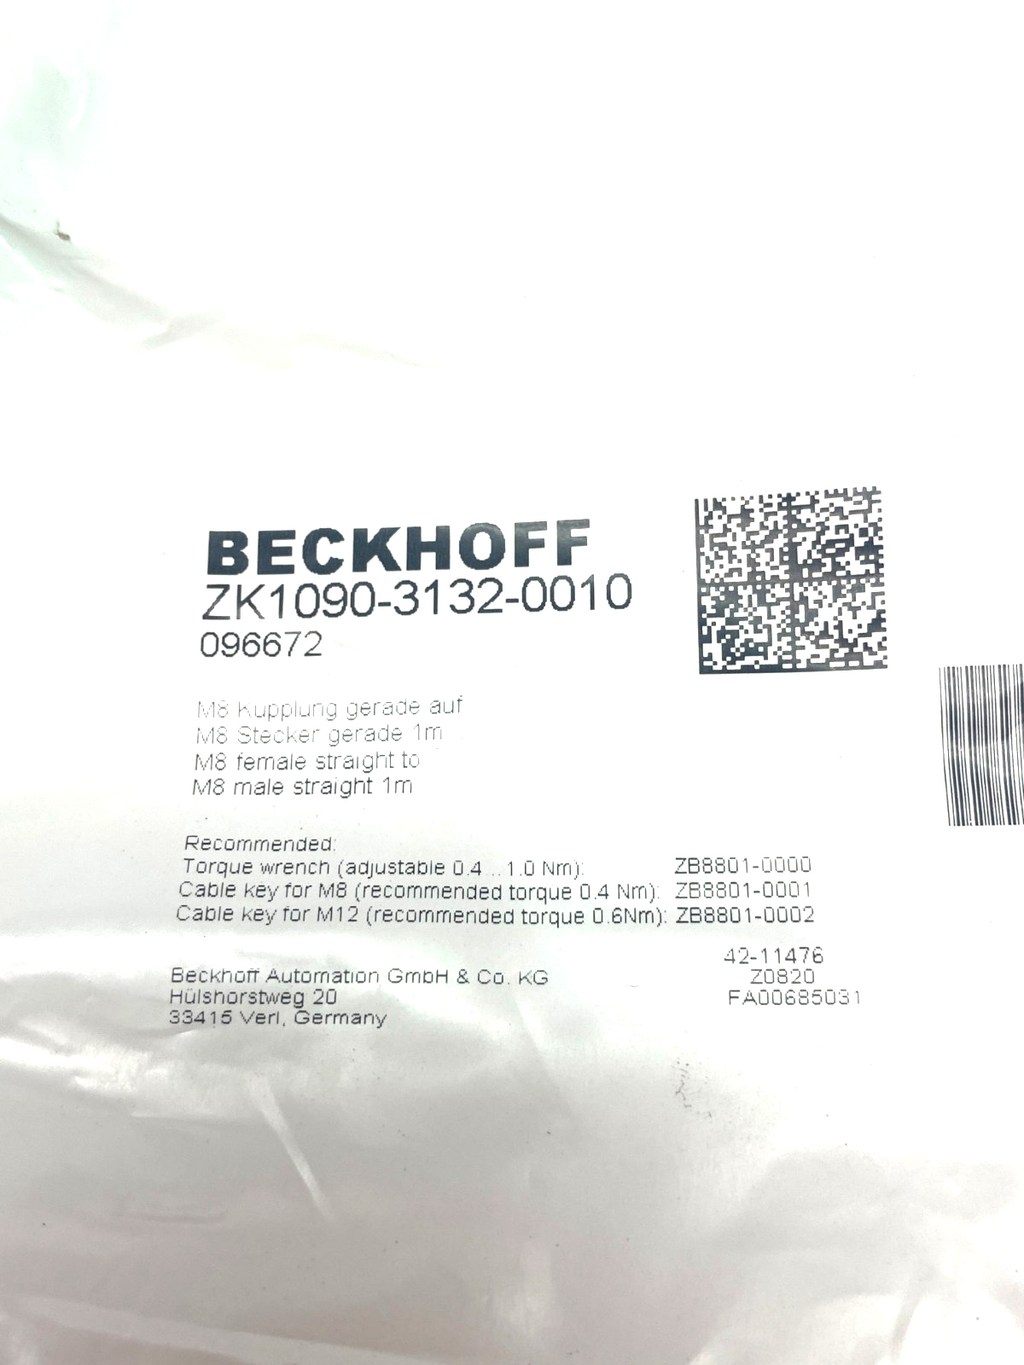 BECKHOFF
ZK1090-3132-0010
096672
M8 Kupplung gerade auf
M8 Stecker gerade 1m
M8 female straight to
M8 male straight 1m
Recommended:
Torque wrench (adjustable 0.4...1.0 Nm): ZB8801-0000
Cable key for M8 (recommended torque 0.4 Nm): ZB8801-0001
Cable key for M12 (recommended torque 0.6Nm): ZB8801-0002
42-11476
Beckhoff Automation GmbH & Co. KG Z0820
Hülshorstweg 20 FA00685031
33415 Verl, Germany